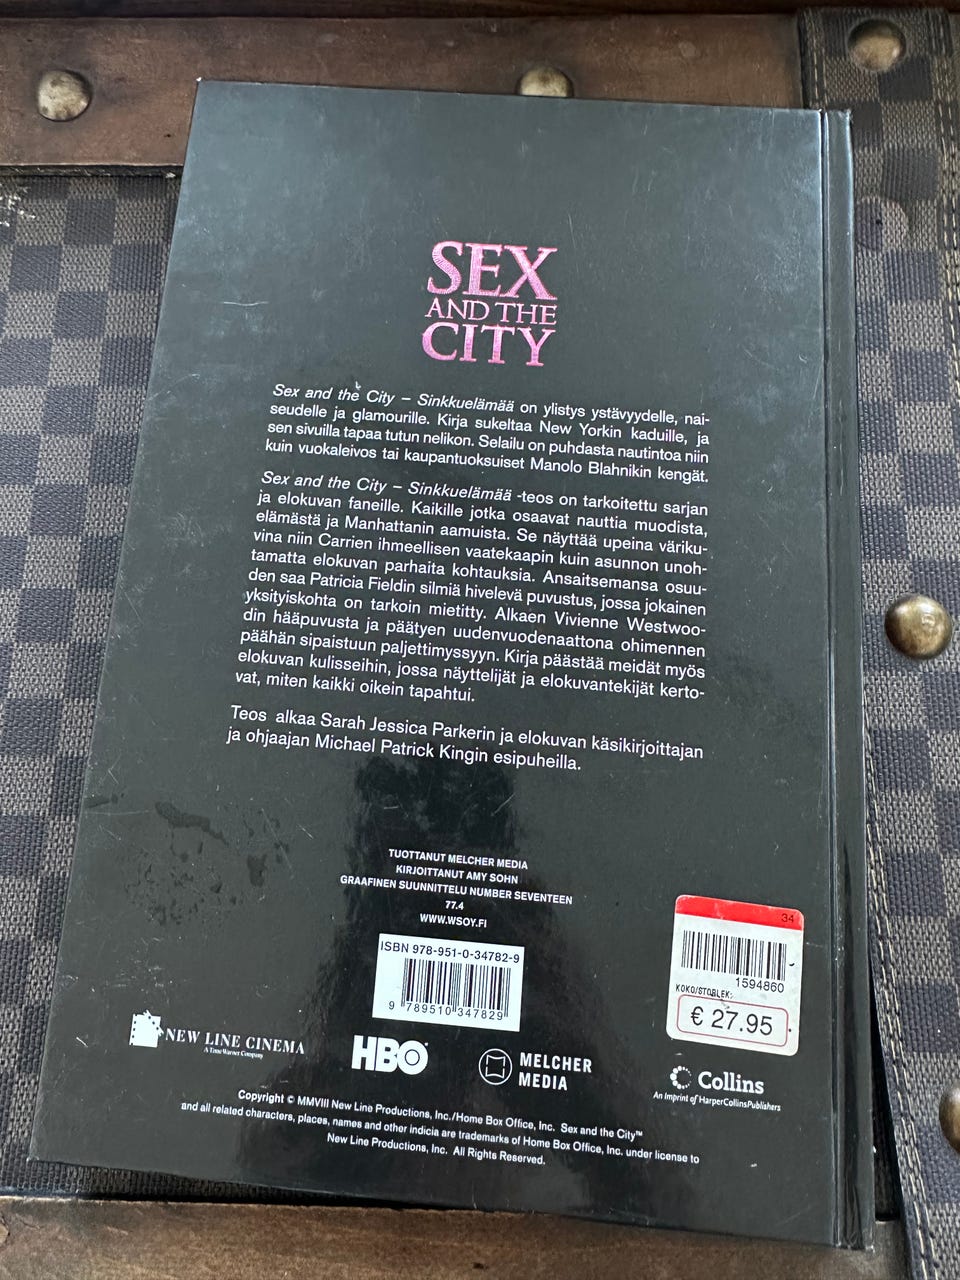 SEX
AND THE
CITY
Sex and the City – Sinkkuelämää on ylistys ystävyydelle, nai-
seudelle ja glamourille. Kirja sukeltaa New Yorkin kaduille, ja
sen sivuilla tapaa tutun nelikon. Selailu on puhdasta nautintoa niin
kuin vuokaleivos tai kaupantuoksuiset Manolo Blahnikin kengät.
Sex and the City – Sinkkuelämää -teos on tarkoitettu sarjan
ja elokuvan faneille. Kaikille jotka osaavat nauttia muodista,
elämästä ja Manhattanin aamuista. Se näyttää upeina väriku-
vina niin Carrien ihmeellisen vaatekaapin kuin asunnon unoh-
tamatta elokuvan parhaita kohtauksia. Ansaitsemansa osuu-
den saa Patricia Fieldin silmiä hivelevä puvustus, jossa jokainen
yksityiskohta on tarkoin mietitty. Alkaen Vivienne Westwoo-
din hääpuvusta ja päätyen uudenvuodenaattona ohimennen
päähän sipaistuun paljettimyssyyn. Kirja päästää meidät myös
elokuvan kulisseihin, jossa näyttelijät ja elokuvantekijät kerto-
vat, miten kaikki oikein tapahtui.
Teos alkaa Sarah Jessica Parkerin ja elokuvan käsikirjoittajan
ja ohjaajan Michael Patrick Kingin esipuheilla.
TUOTTANUT MELCHER MEDIA
KIRJOITTANUT AMY SOHN
GRAAFINEN SUUNNITTELU NUMBER SEVENTEEN
77.4
WWW.WSOY.FI
ISBN 978-951-0-34782-9
9 789510 347829
34
1594860
KOKO/STORLEK:
€ 27.95
NEW LINE CINEMA
A Time Warner Company
HBO®
MELCHER
MEDIA
Collins
An Imprint of HarperCollinsPublishers
Copyright © MMVIII New Line Productions, Inc./Home Box Office, Inc. Sex and the City™
and all related characters, places, names and other indicia are trademarks of Home Box Office, Inc. under license to
New Line Productions, Inc. All Rights Reserved.